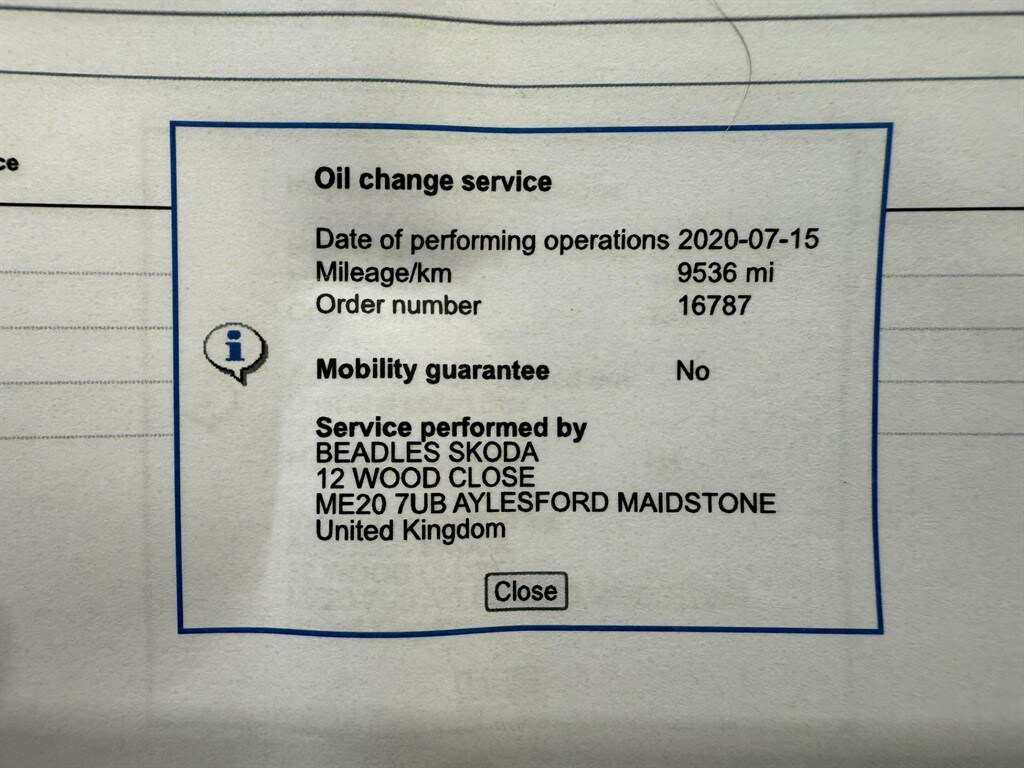 ce
Oil change service
Date of performing operations 2020-07-15
Mileage/km 9536 mi
Order number 16787
i
Mobility guarantee No
Service performed by
BEADLES SKODA
12 WOOD CLOSE
ME20 7UB AYLESFORD MAIDSTONE
United Kingdom
Close